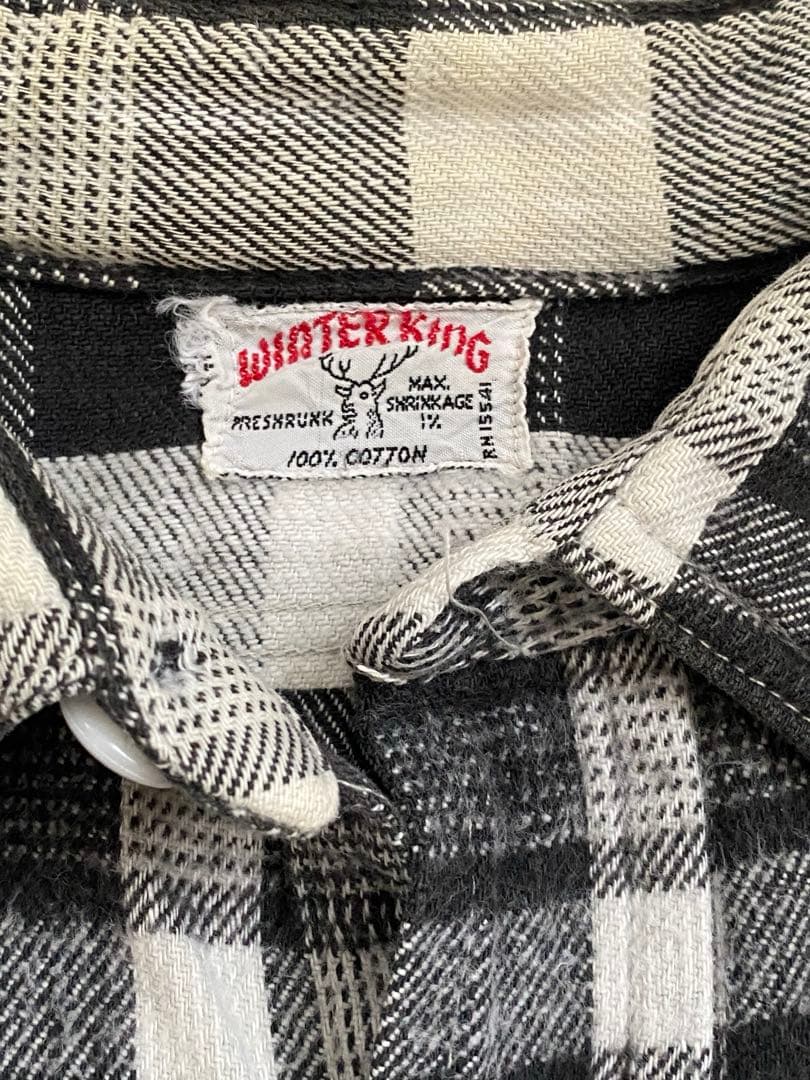 WINTER KING
PRESHRUNK
MAX.
SHRINKAGE
1%
100% COTTON
RN15541